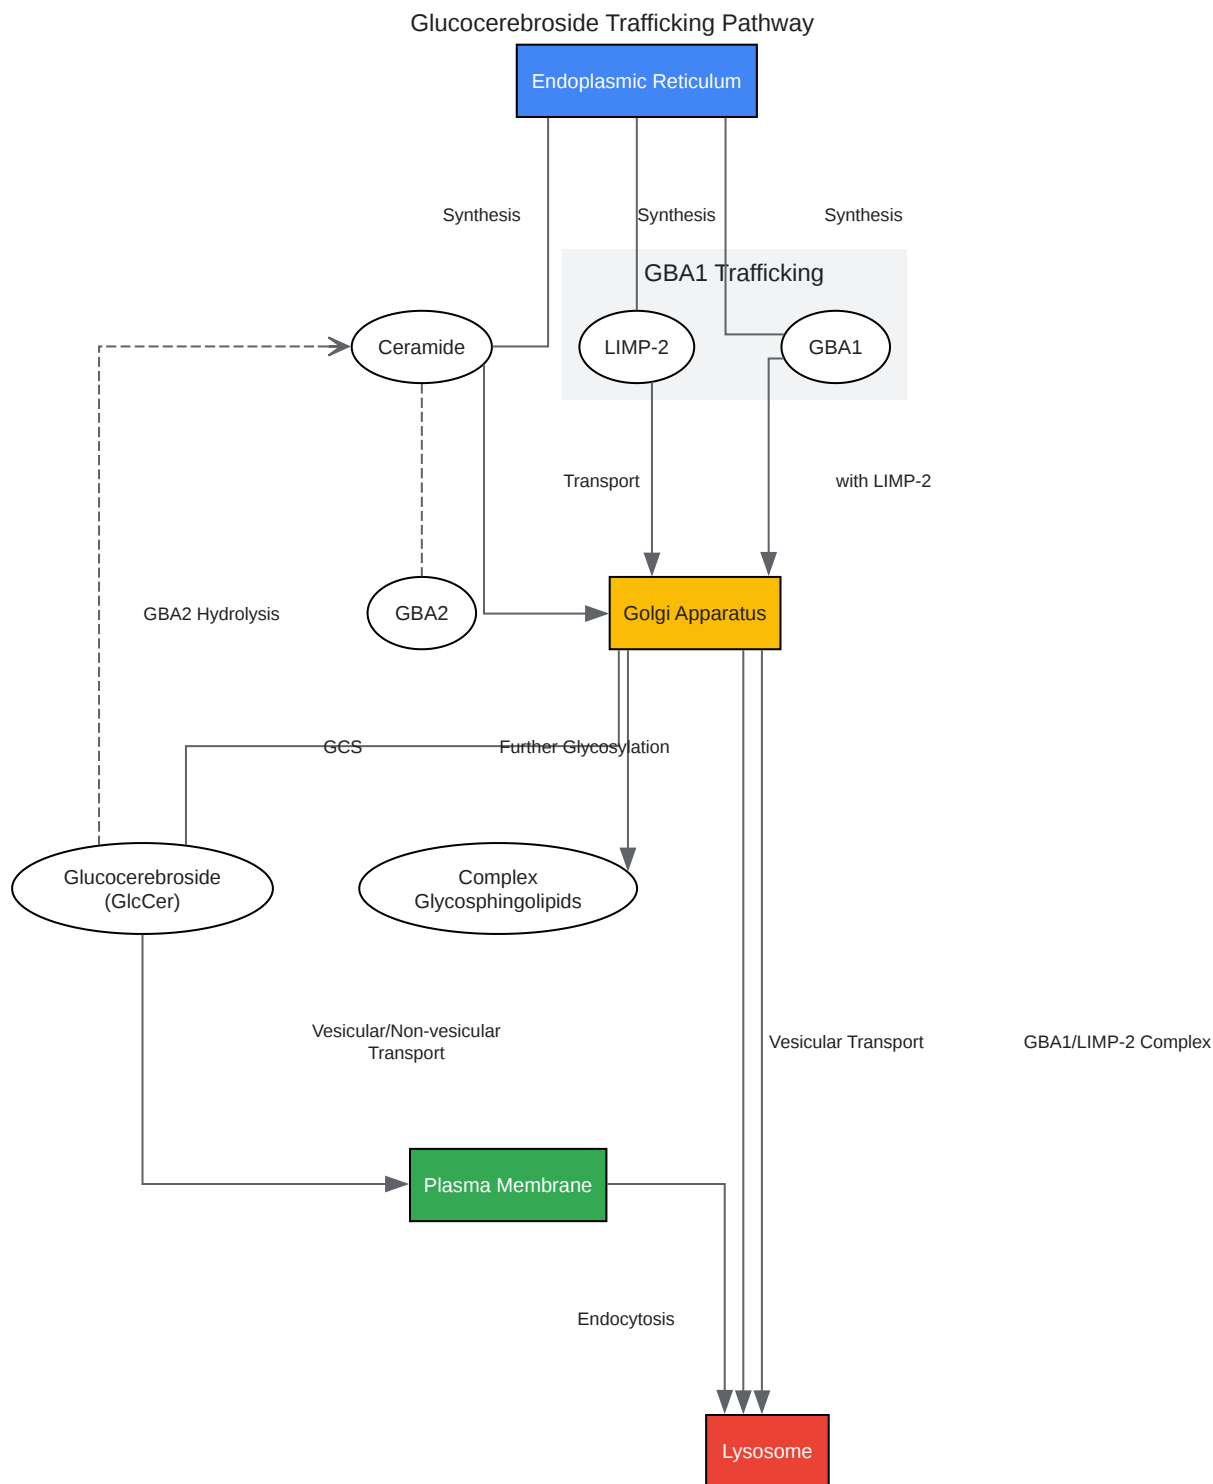 Glucocerebroside Trafficking Pathway
Endoplasmic Reticulum
Synthesis
Synthesis
Synthesis
GBA1 Trafficking
Ceramide
LIMP-2
GBA1
Transport
with LIMP-2
GBA2 Hydrolysis
GBA2
Golgi Apparatus
GCS
Further Glycosylation
Glucocerebroside
(GlcCer)
Complex
Glycosphingolipids
Vesicular/Non-vesicular
Transport
Vesicular Transport
GBA1/LIMP-2 Complex
Plasma Membrane
Endocytosis
Lysosome